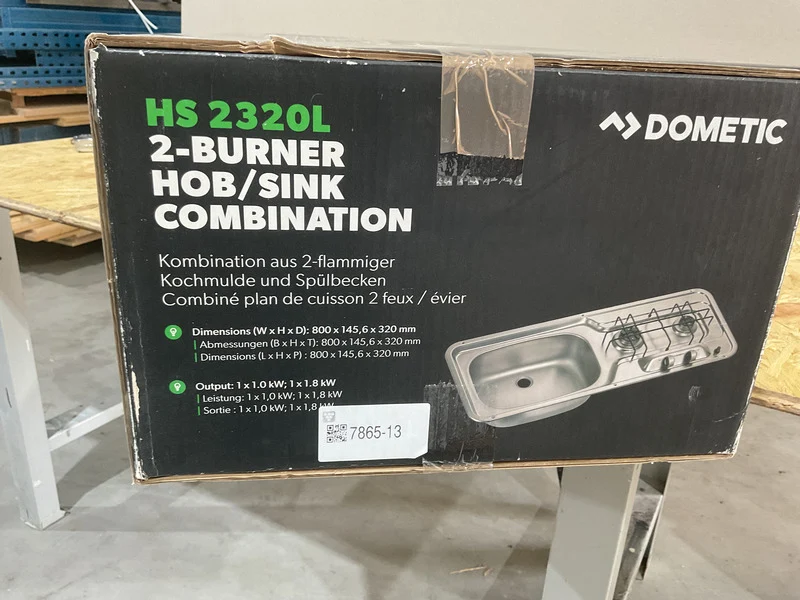 HS 2320L
2-BURNER
HOB/SINK
COMBINATION
DOMETIC
Kombination aus 2-flammiger
Kochmulde und Spülbecken
Combiné plan de cuisson 2 feux / évier
Dimensions (W x H x D): 800 x 145,6 x 320 mm
Abmessungen (B x H x T): 800 x 145,6 x 320 mm
Dimensions (L x H x P) : 800 x 145,6 x 320 mm
Output: 1 x 1.0 kW; 1 x 1.8 kW
Leistung: 1 x 1,0 kW; 1 x 1,8 kW
Sortie : 1 x 1,0 kW; 1 x 1,8 kW
7865-13